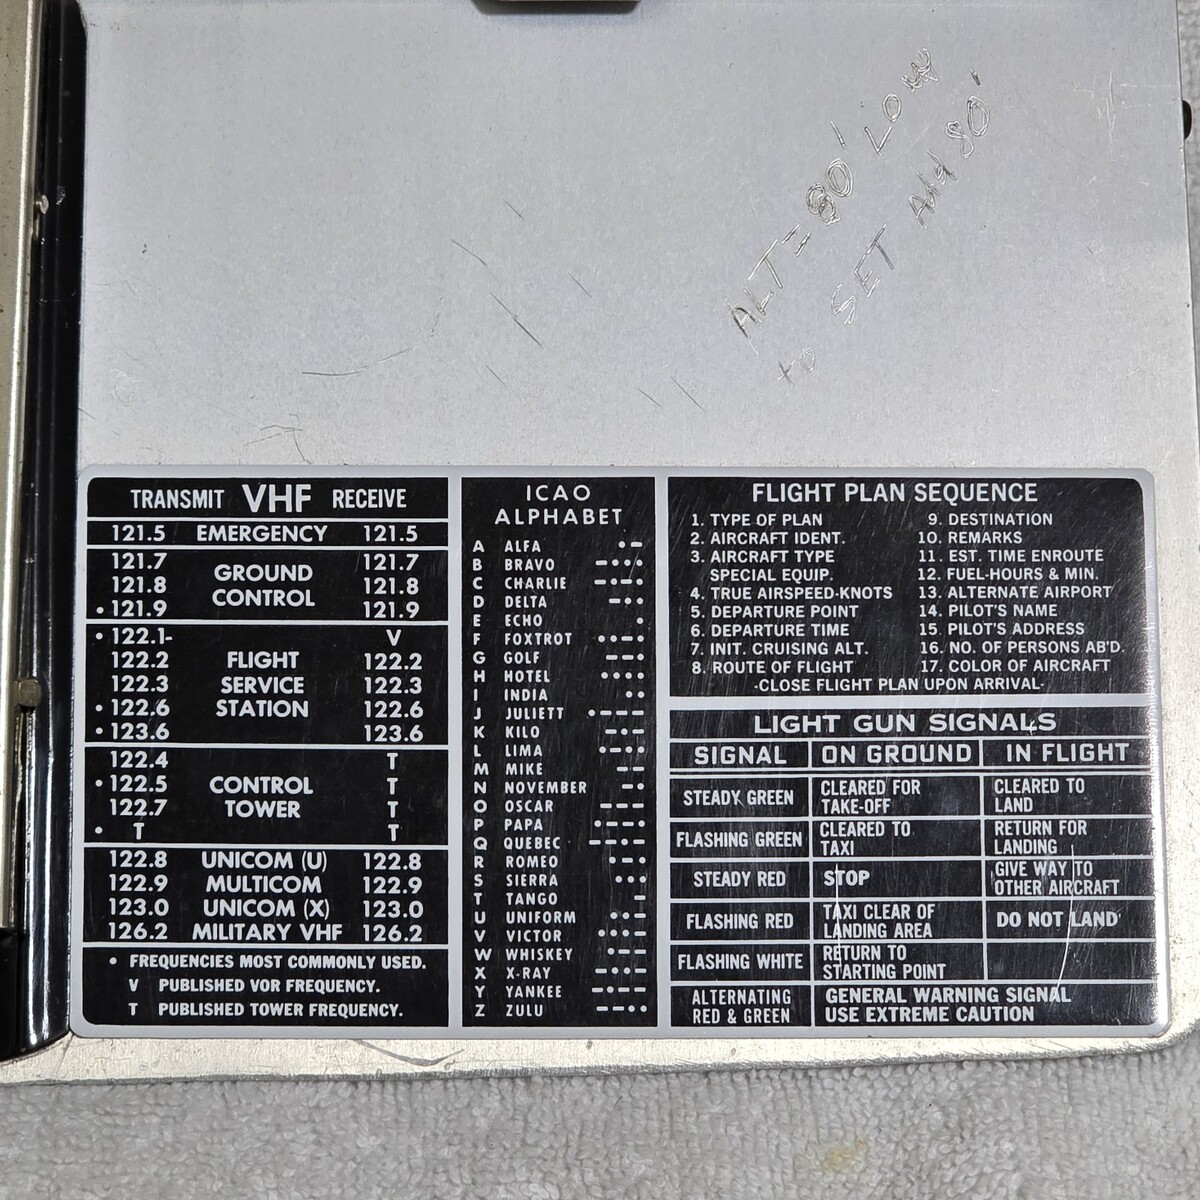 ALT = 80' LOW
to SET Add 80'
TRANSMIT VHF RECEIVE
121.5 EMERGENCY 121.5
121.7 121.7
GROUND
121.8 121.8
CONTROL
• 121.9 121.9
• 122.1- V
122.2 FLIGHT 122.2
122.3 SERVICE 122.3
• 122.6 STATION 122.6
• 123.6 123.6
122.4 T
• 122.5 CONTROL T
122.7 TOWER T
• T T
122.8 UNICOM (U) 122.8
122.9 MULTICOM 122.9
123.0 UNICOM (X) 123.0
126.2 MILITARY VHF 126.2
• FREQUENCIES MOST COMMONLY USED.
V PUBLISHED VOR FREQUENCY.
T PUBLISHED TOWER FREQUENCY.
ICAO
ALPHABET
A ALFA •–
B BRAVO –•••
C CHARLIE –•–•
D DELTA –••
E ECHO •
F FOXTROT ••–•
G GOLF ––•
H HOTEL ••••
I INDIA ••
J JULIETT •–––
K KILO –•–
L LIMA •–••
M MIKE ––
N NOVEMBER –•
O OSCAR –––
P PAPA •––•
Q QUEBEC ––•–
R ROMEO •–•
S SIERRA •••
T TANGO –
U UNIFORM ••–
V VICTOR •••–
W WHISKEY •––
X X-RAY –••–
Y YANKEE –•––
Z ZULU ––••
FLIGHT PLAN SEQUENCE
1. TYPE OF PLAN
2. AIRCRAFT IDENT.
3. AIRCRAFT TYPE
SPECIAL EQUIP.
4. TRUE AIRSPEED-KNOTS
5. DEPARTURE POINT
6. DEPARTURE TIME
7. INIT. CRUISING ALT.
8. ROUTE OF FLIGHT
9. DESTINATION
10. REMARKS
11. EST. TIME ENROUTE
12. FUEL-HOURS & MIN.
13. ALTERNATE AIRPORT
14. PILOT'S NAME
15. PILOT'S ADDRESS
16. NO. OF PERSONS AB'D.
17. COLOR OF AIRCRAFT
-CLOSE FLIGHT PLAN UPON ARRIVAL-
LIGHT GUN SIGNALS
SIGNAL ON GROUND IN FLIGHT
STEADY GREEN
CLEARED FOR
TAKE-OFF
CLEARED TO
LAND
FLASHING GREEN
CLEARED TO
TAXI
RETURN FOR
LANDING
STEADY RED
STOP
GIVE WAY TO
OTHER AIRCRAFT
FLASHING RED
TAXI CLEAR OF
LANDING AREA
DO NOT LAND
FLASHING WHITE
RETURN TO
STARTING POINT
ALTERNATING
RED & GREEN
GENERAL WARNING SIGNAL
USE EXTREME CAUTION